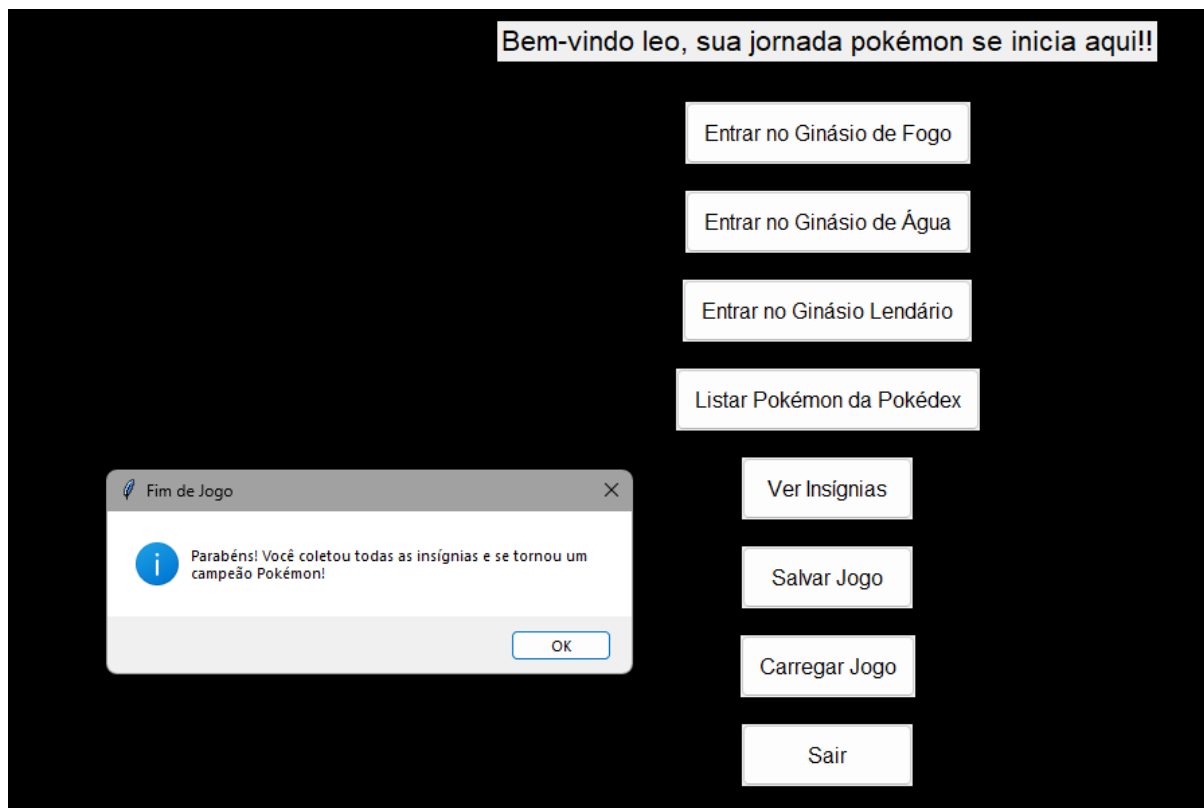 Bem-vindo leo, sua jornada pokémon se inicia aqui!!
Entrar no Ginásio de Fogo
Entrar no Ginásio de Água
Entrar no Ginásio Lendário
Listar Pokémon da Pokédex
Ver Insígnias
Salvar Jogo
Carregar Jogo
Sair
Fim de Jogo
Parabéns! Você coletou todas as insígnias e se tornou um
campeão Pokémon!
OK